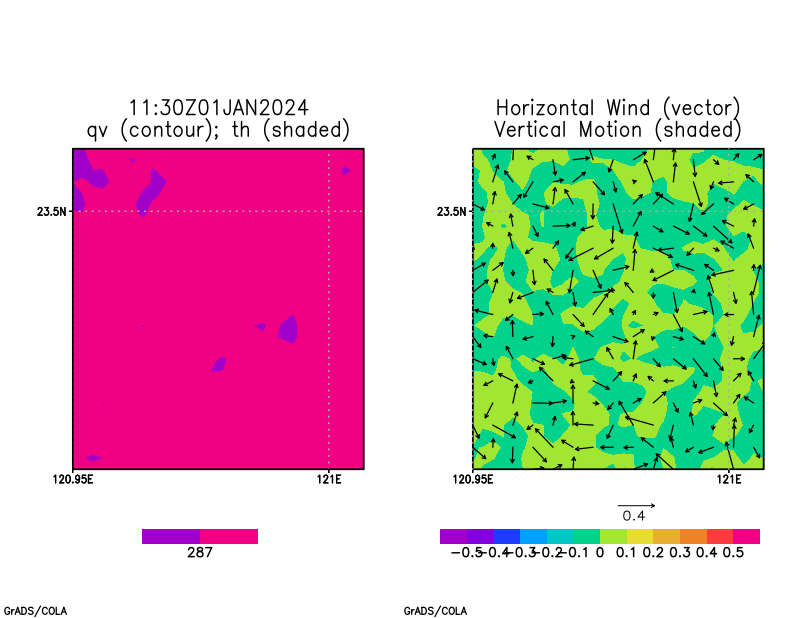 11:30Z01JAN2024
qv (contour); th (shaded)
23.5N
120.95E 121E
287
Horizontal Wind (vector)
Vertical Motion (shaded)
23.5N
120.95E 121E
0.4
-0.5 -0.4 -0.3 -0.2 -0.1 0 0.1 0.2 0.3 0.4 0.5
GrADS/COLA GrADS/COLA